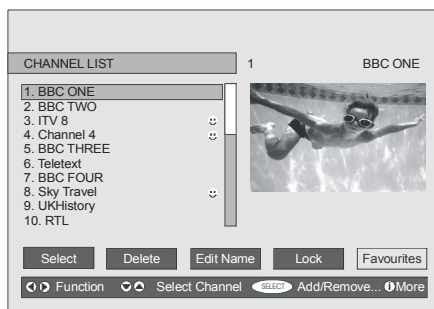 CHANNEL LIST 1 BBC ONE
1. BBC ONE
2. BBC TWO
3. ITV 8
4. Channel 4
5. BBC THREE
6. Teletext
7. BBC FOUR
8. Sky Travel
9. UKHistory
10. RTL
Select Delete Edit Name Lock Favourites
Function Select Channel SELECT Add/Remove... i More